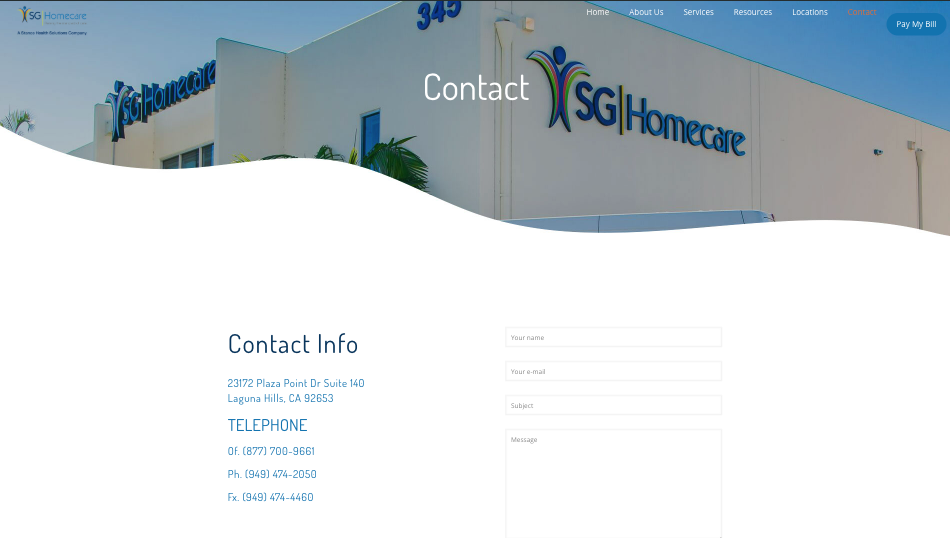 SG Homecare
A Reonce Health Solutions Company
Home
About Us
Services
Resources
Locations
Contact
Pay My Bill
345
SG|Homecare
Contact
SG|Homecare
Contact Info
23172 Plaza Point Dr Suite 140
Laguna Hills, CA 92653
TELEPHONE
Of. (877) 700-9661
Ph. (949) 474-2050
Fx. (949) 474-4460
Your name
Your e-mail
Subject
Message